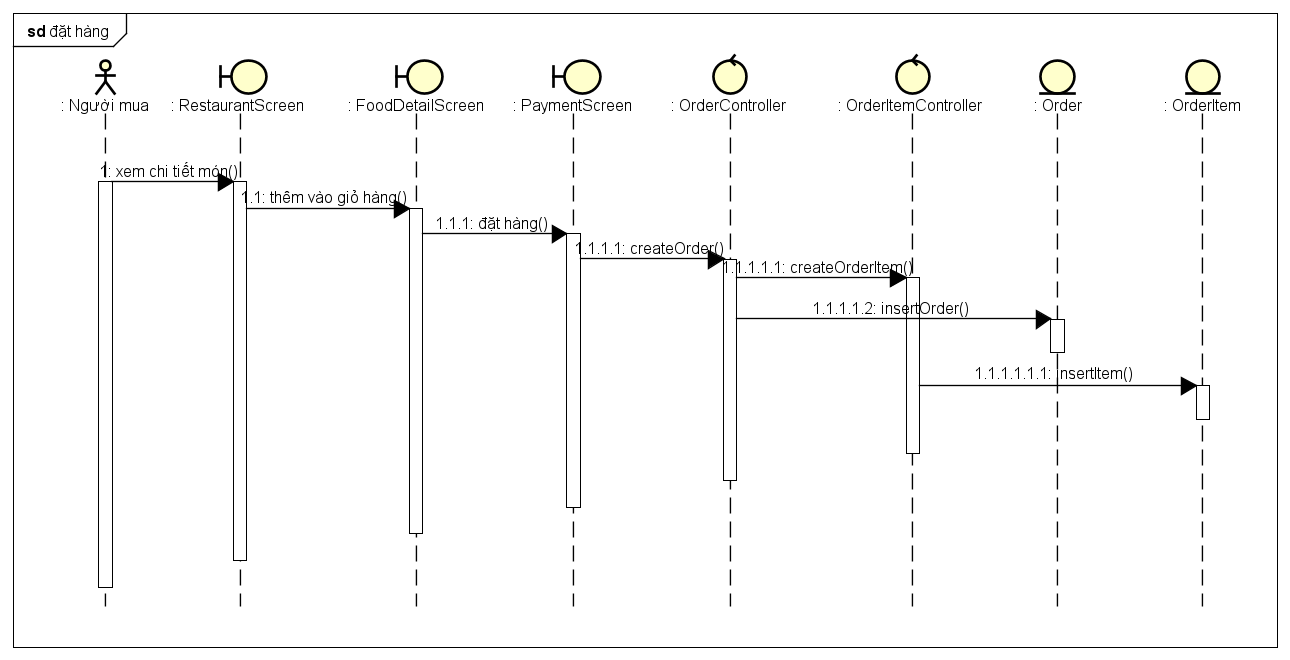 sd đặt hàng
: Người mua
: RestaurantScreen
: FoodDetailScreen
: PaymentScreen
: OrderController
: OrderItemController
: Order
: OrderItem
1: xem chi tiết món()
1.1: thêm vào giỏ hàng()
1.1.1: đặt hàng()
1.1.1.1: createOrder()
1.1.1.1.1: createOrderItem()
1.1.1.1.2: insertOrder()
1.1.1.1.1.1: insertItem()